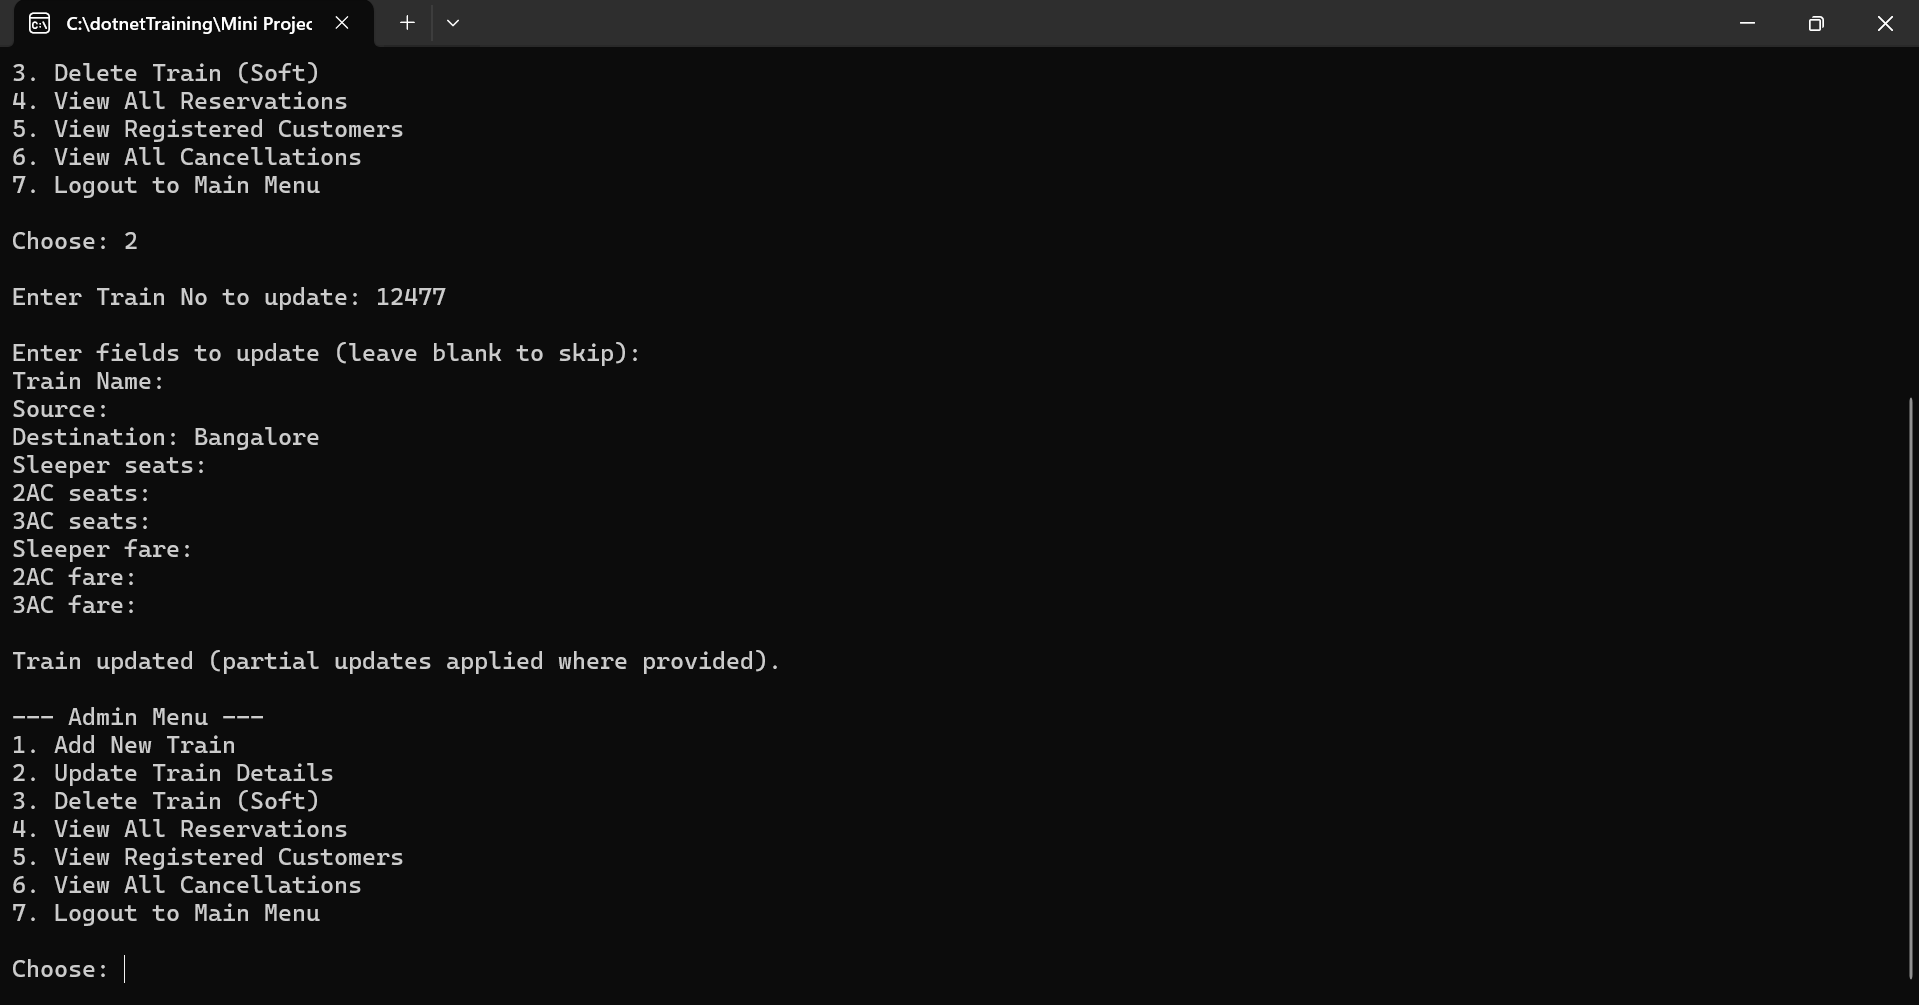 C:\dotnetTraining\Mini Projec
3. Delete Train (Soft)
4. View All Reservations
5. View Registered Customers
6. View All Cancellations
7. Logout to Main Menu
Choose: 2
Enter Train No to update: 12477
Enter fields to update (leave blank to skip):
Train Name:
Source:
Destination: Bangalore
Sleeper seats:
2AC seats:
3AC seats:
Sleeper fare:
2AC fare:
3AC fare:
Train updated (partial updates applied where provided).
--- Admin Menu ---
1. Add New Train
2. Update Train Details
3. Delete Train (Soft)
4. View All Reservations
5. View Registered Customers
6. View All Cancellations
7. Logout to Main Menu
Choose: